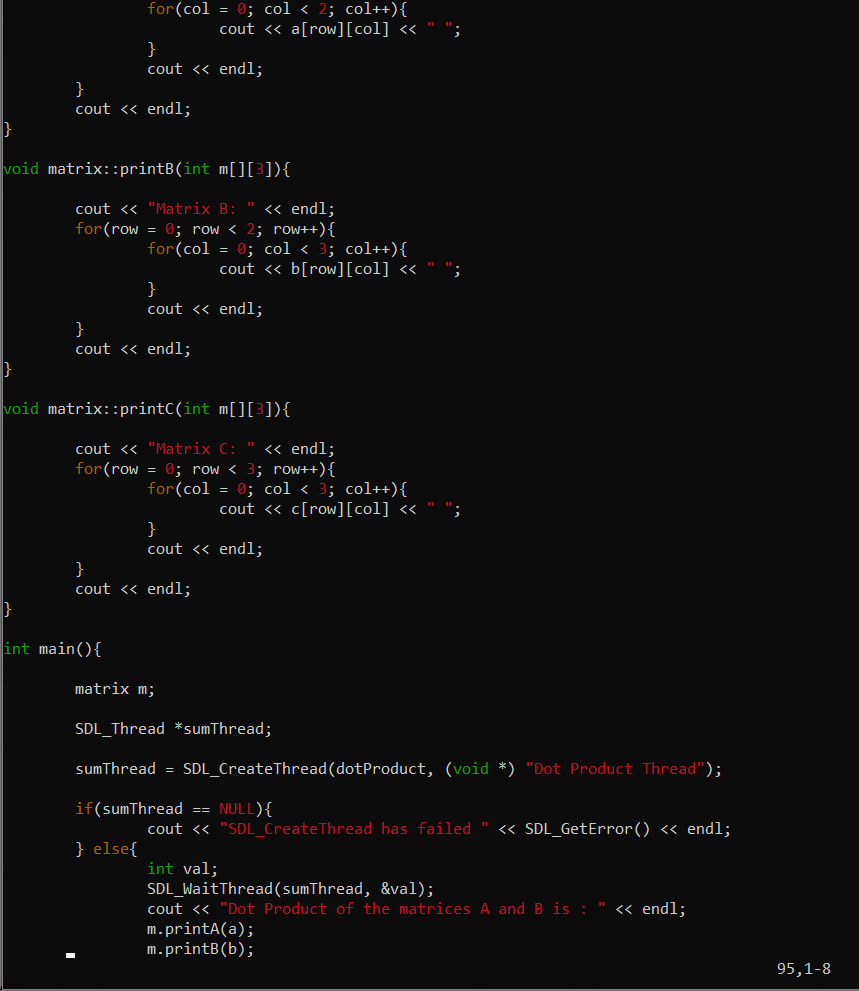 for(col = 0; col < 2; col++){
                        cout << a[row][col] << " ";
                }
                cout << endl;
        }
        cout << endl;
}

void matrix::printB(int m[][3]){

        cout << "Matrix B: " << endl;
        for(row = 0; row < 2; row++){
                for(col = 0; col < 3; col++){
                        cout << b[row][col] << " ";
                }
                cout << endl;
        }
        cout << endl;
}

void matrix::printC(int m[][3]){

        cout << "Matrix C: " << endl;
        for(row = 0; row < 3; row++){
                for(col = 0; col < 3; col++){
                        cout << c[row][col] << " ";
                }
                cout << endl;
        }
        cout << endl;
}

int main(){

        matrix m;

        SDL_Thread *sumThread;

        sumThread = SDL_CreateThread(dotProduct, (void *) "Dot Product Thread");

        if(sumThread == NULL){
                cout << "SDL_CreateThread has failed " << SDL_GetError() << endl;
        } else{
                int val;
                SDL_WaitThread(sumThread, &val);
                cout << "Dot Product of the matrices A and B is : " << endl;
                m.printA(a);
                m.printB(b);
95,1-8